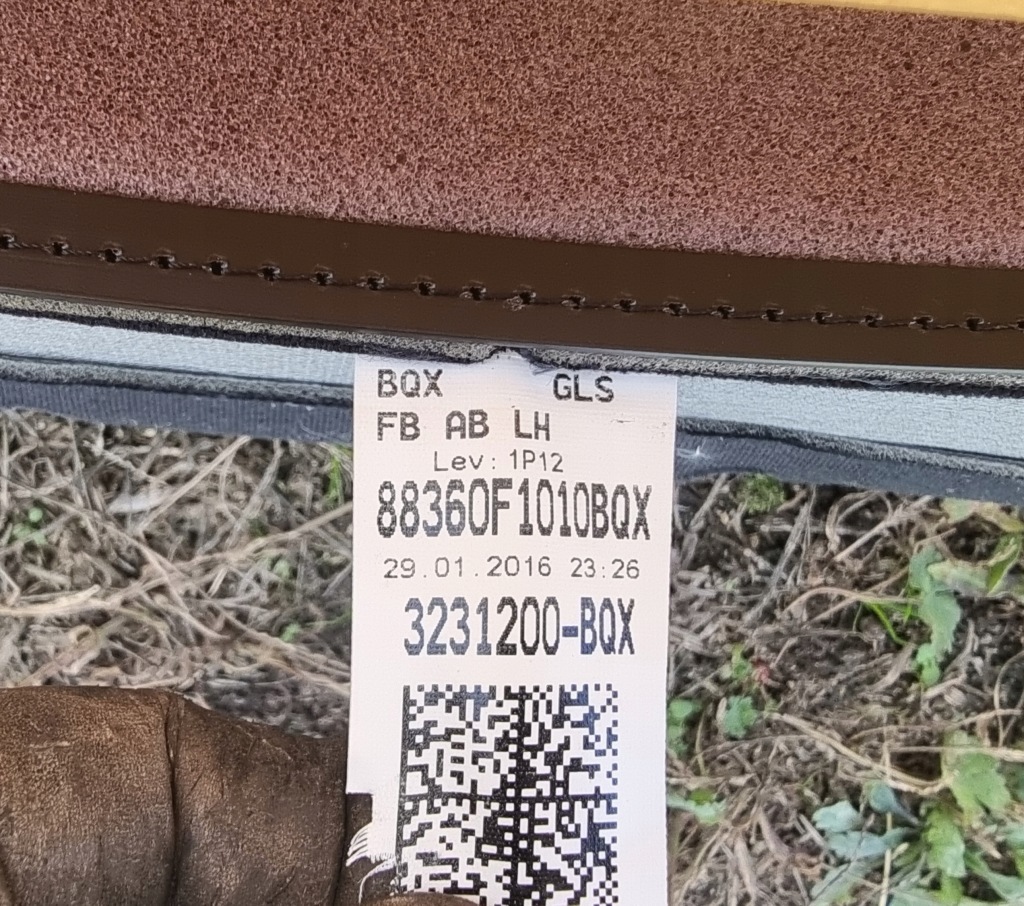 BQX GLS
FB AB LH
Lev: 1P12
88360F1010BQX
29.01.2016 23:26
3231200-BQX